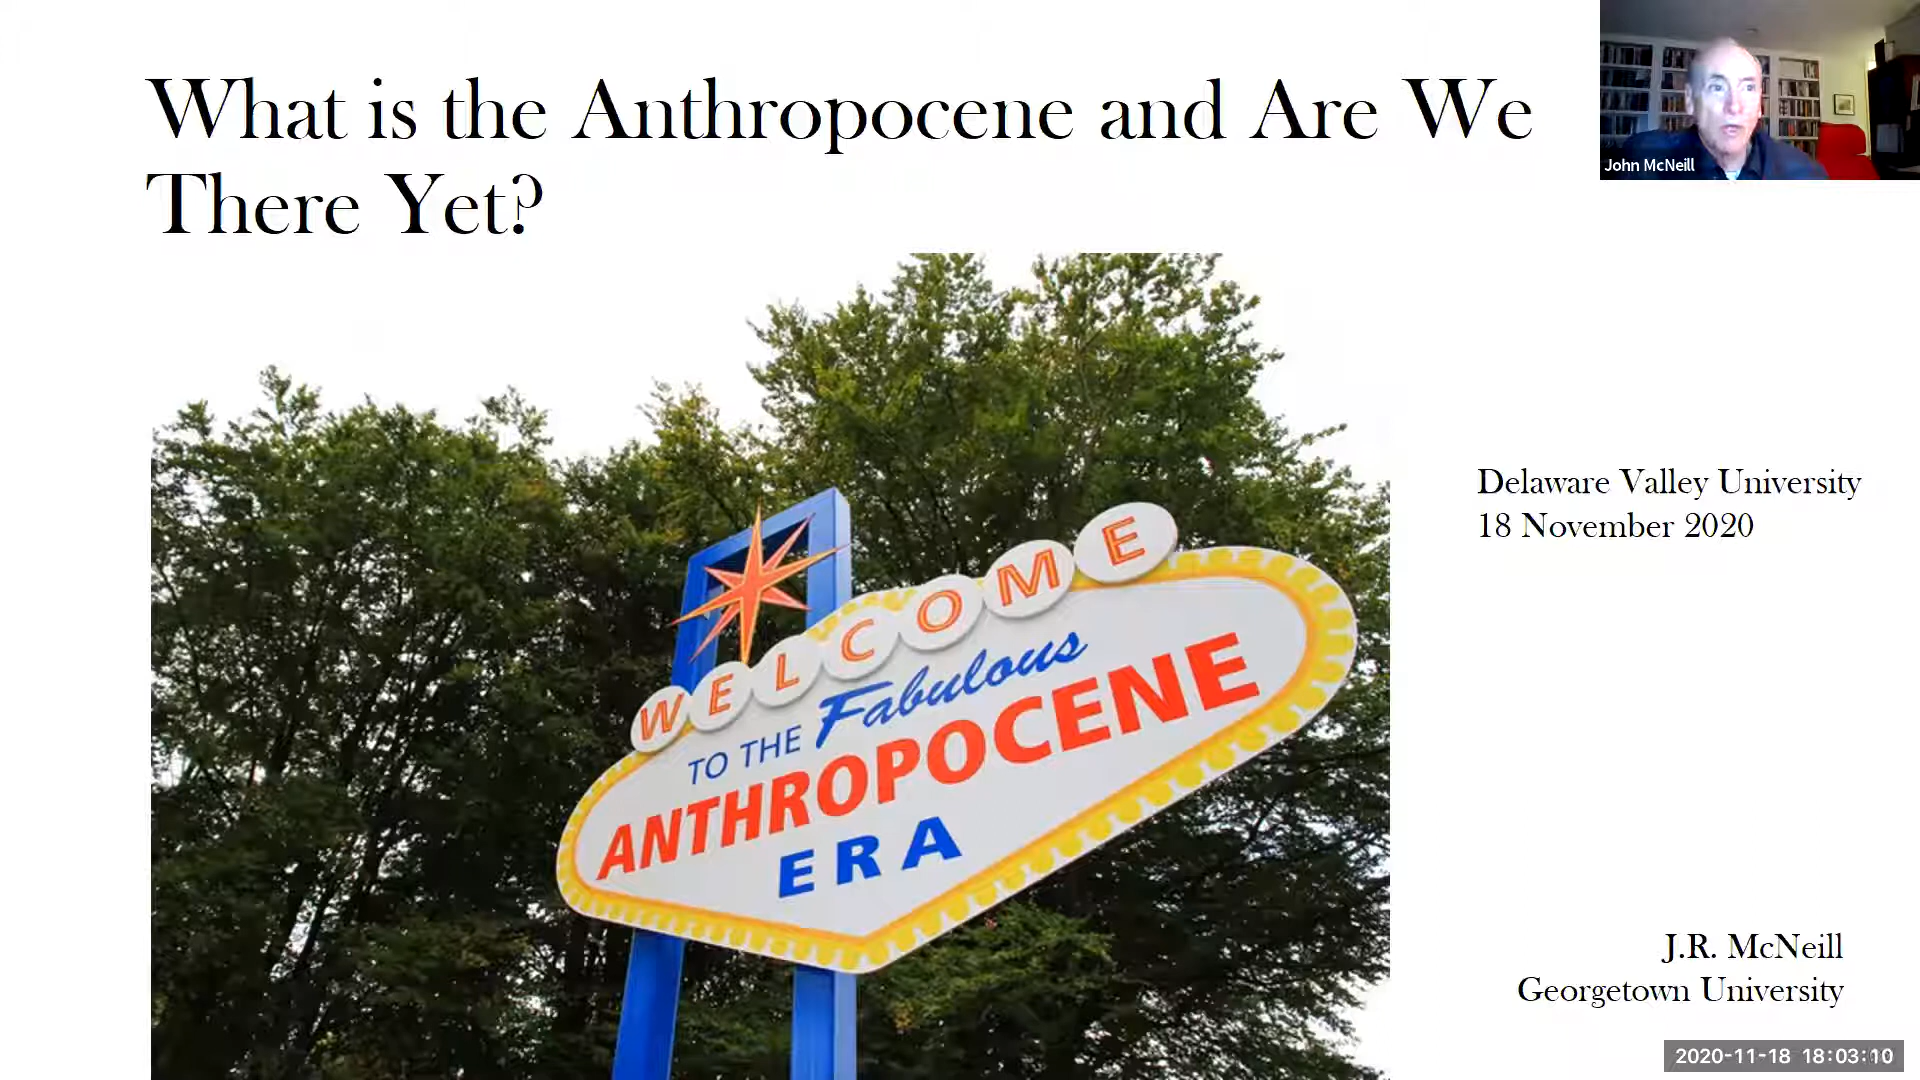 What is the Anthropocene and Are We
There Yet?
John McNeill
WELCOME
TO THE Fabulous
ANTHROPOCENE
ERA
Delaware Valley University
18 November 2020
J.R. McNeill
Georgetown University
2020-11-18 18:03:10